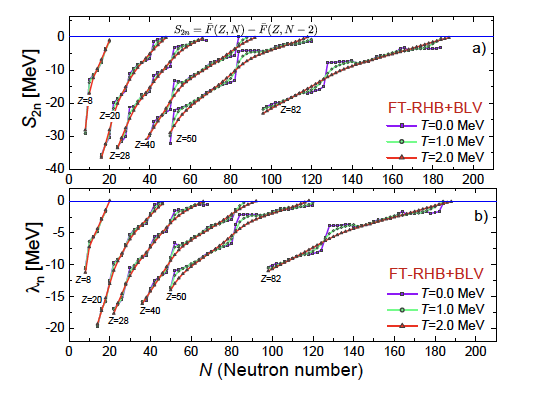 S₂ₙ = F̄(Z, N) − F̄(Z, N − 2)
a)
S₂ₙ [MeV]
0
-10
-20
-30
-40
Z=8
Z=20
Z=28
Z=40
Z=50
Z=82
FT-RHB+BLV
T=0.0 MeV
T=1.0 MeV
T=2.0 MeV
0 20 40 60 80 100 120 140 160 180 200
b)
λₙ [MeV]
0
-5
-10
-15
-20
Z=8
Z=20
Z=28
Z=40
Z=50
Z=82
FT-RHB+BLV
T=0.0 MeV
T=1.0 MeV
T=2.0 MeV
0 20 40 60 80 100 120 140 160 180 200
N (Neutron number)